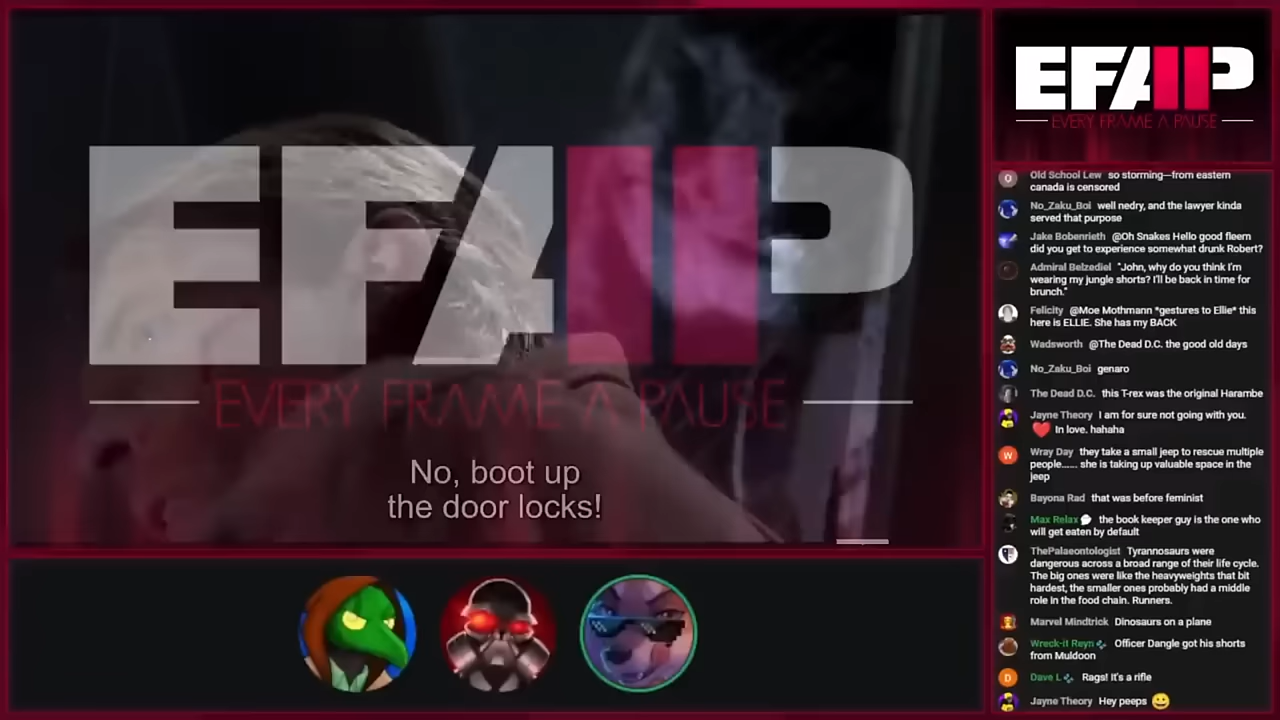 EFAP
EVERY FRAME A PAUSE
No, boot up
the door locks!
EFAP
EVERY FRAME A PAUSE
Old School Lew so storming—from eastern
canada is censored
No_Zaku_Boi well nedry, and the lawyer kinda
served that purpose
Jake Bobenrieth @Oh Snakes Hello good fleem
did you get to experience somewhat drunk Robert?
Admiral Belzediel "John, why do you think I'm
wearing my jungle shorts? I'll be back in time for
brunch."
Felicity @Moe Mothmann *gestures to Ellie* this
here is ELLIE. She has my BACK
Wadsworth @The Dead D.C. the good old days
No_Zaku_Boi genaro
The Dead D.C. this T-rex was the original Harambe
Jayne Theory I am for sure not going with you.
❤️ In love. hahaha
W Wray Day they take a small jeep to rescue multiple
people...... she is taking up valuable space in the
jeep
Bayona Rad that was before feminist
Max Relax the book keeper guy is the one who
will get eaten by default
ThePalaeontologist Tyrannosaurs were
dangerous across a broad range of their life cycle.
The big ones were like the heavyweights that bit
hardest, the smaller ones probably had a middle
role in the food chain. Runners.
Marvel Mindtrick Dinosaurs on a plane
Wreck-it Reyn Officer Dangle got his shorts
from Muldoon
D Dave L Rags! It's a rifle
Jayne Theory Hey peeps 😀